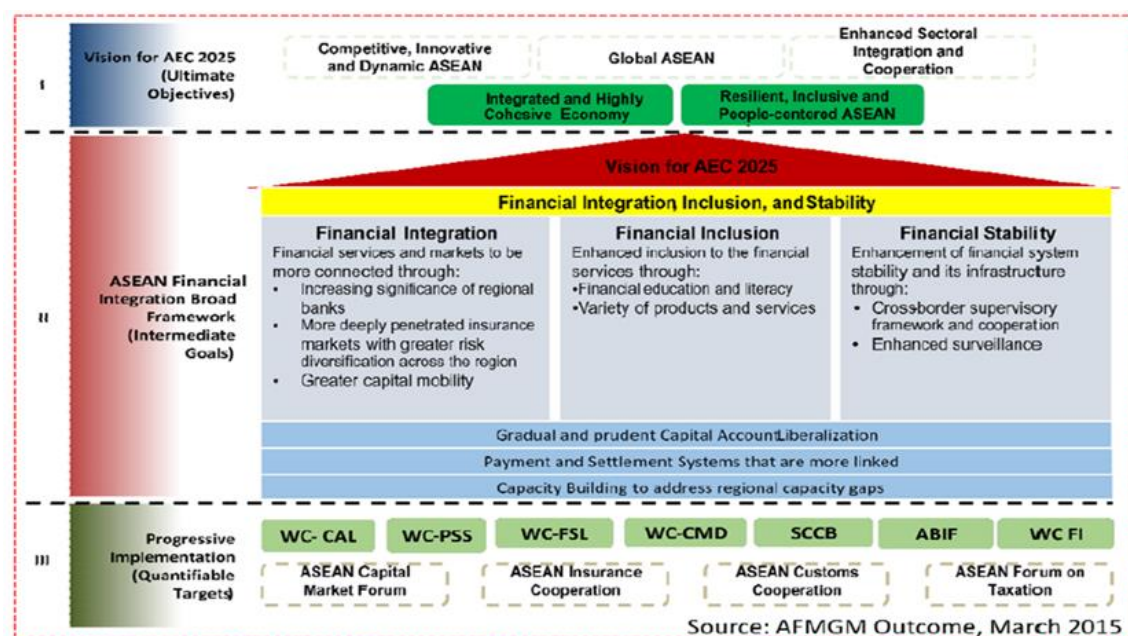 I
Vision for AEC 2025
(Ultimate
Objectives)
Competitive, Innovative
and Dynamic ASEAN
Global ASEAN
Enhanced Sectoral
Integration and
Cooperation
Integrated and Highly
Cohesive Economy
Resilient, Inclusive and
People-centered ASEAN
II
ASEAN Financial
Integration Broad
Framework
(Intermediate
Goals)
Vision for AEC 2025
Financial Integration, Inclusion, and Stability
Financial Integration
Financial services and markets to be
more connected through:
• Increasing significance of regional
banks
• More deeply penetrated insurance
markets with greater risk
diversification across the region
• Greater capital mobility
Financial Inclusion
Enhanced inclusion to the financial
services through:
•Financial education and literacy
•Variety of products and services
Financial Stability
Enhancement of financial system
stability and its infrastructure
through:
• Crossborder supervisory
framework and cooperation
• Enhanced surveillance
Gradual and prudent Capital Account Liberalization
Payment and Settlement Systems that are more linked
Capacity Building to address regional capacity gaps
III
Progressive
Implementation
(Quantifiable
Targets)
WC- CAL
WC-PSS
WC-FSL
WC-CMD
SCCB
ABIF
WC FI
ASEAN Capital
Market Forum
ASEAN Insurance
Cooperation
ASEAN Customs
Cooperation
ASEAN Forum on
Taxation
Source: AFMGM Outcome, March 2015